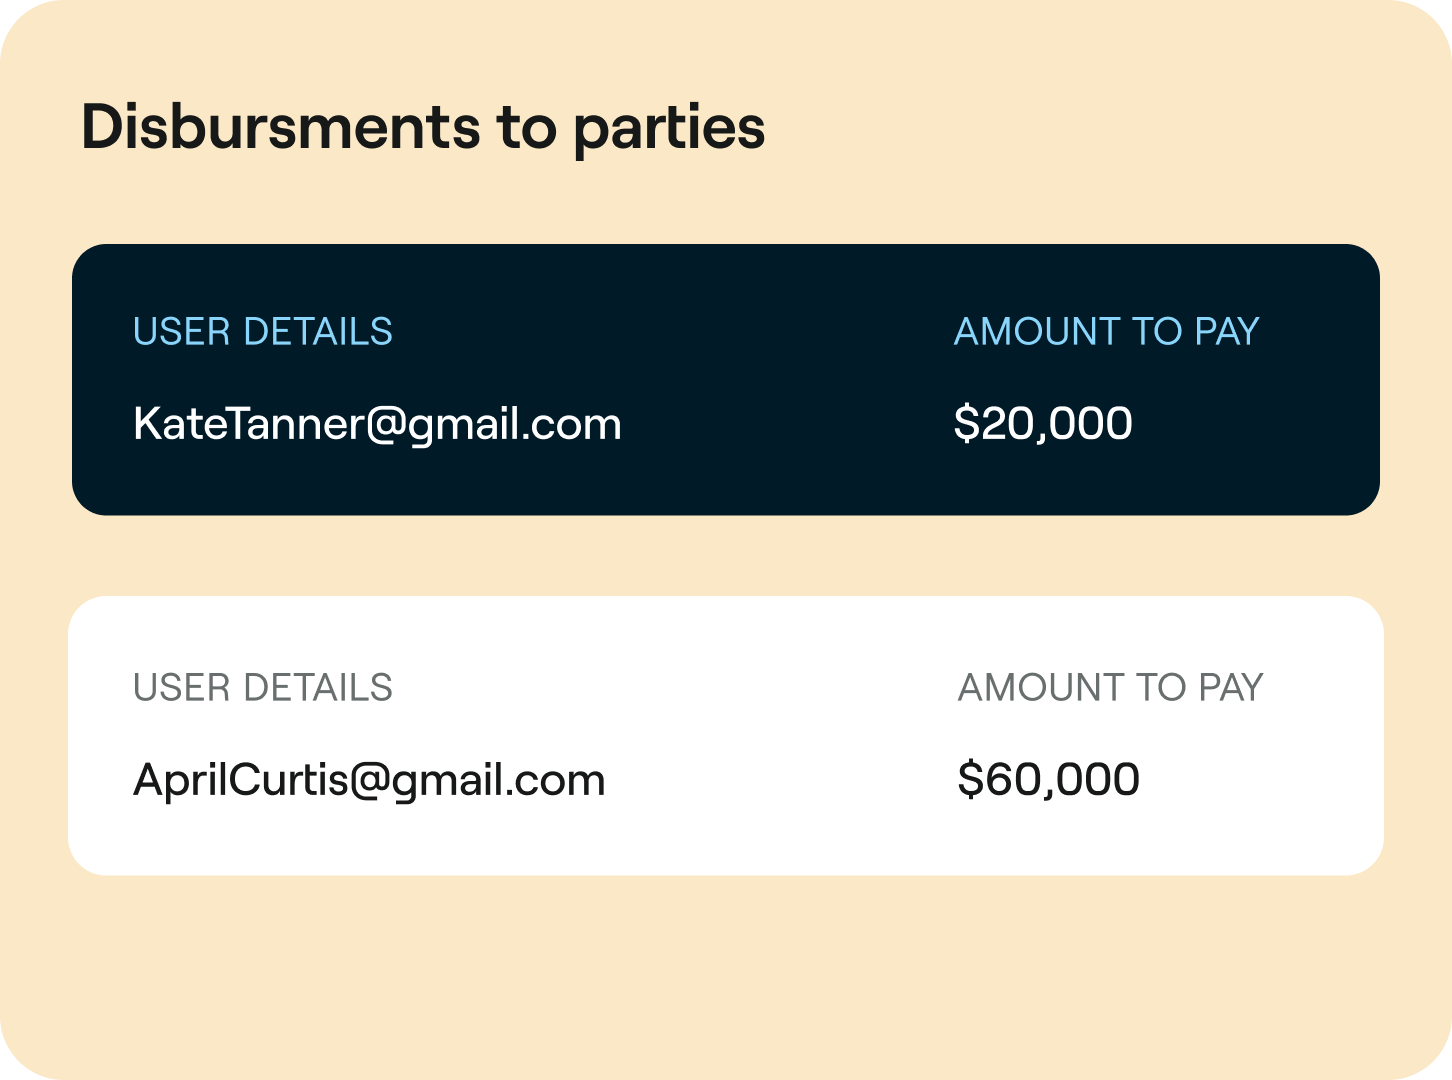 Disbursments to parties
USER DETAILS AMOUNT TO PAY
KateTanner@gmail.com $20,000
USER DETAILS AMOUNT TO PAY
AprilCurtis@gmail.com $60,000